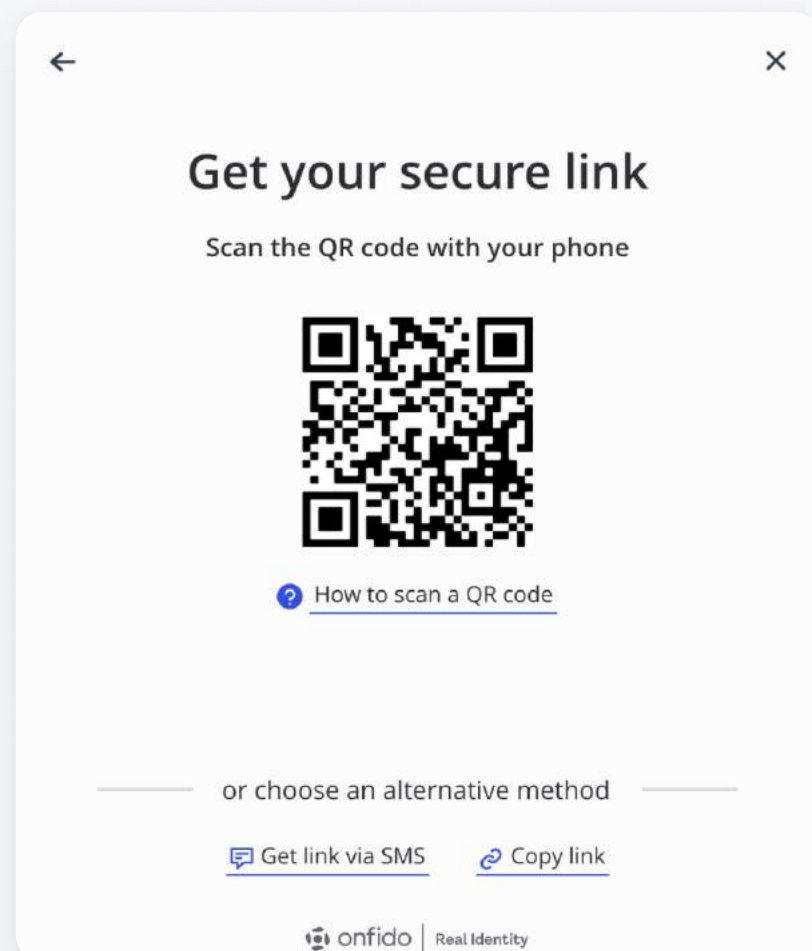 Get your secure link
Scan the QR code with your phone
? How to scan a QR code
or choose an alternative method
Get link via SMS Copy link
onfido | Real Identity